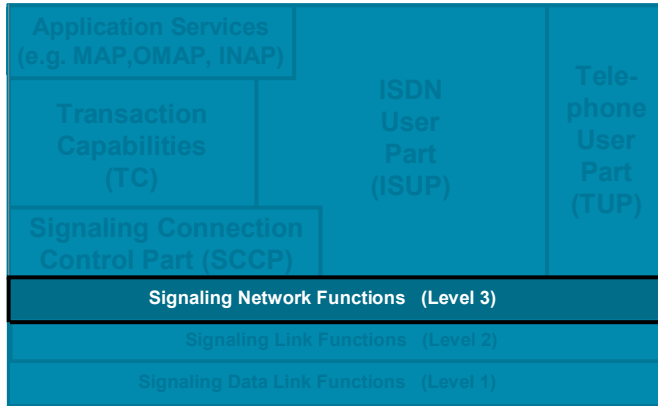 Application Services
(e.g. MAP,OMAP, INAP)
Transaction
Capabilities
(TC)
Signaling Connection
Control Part (SCCP)
ISDN
User
Part
(ISUP)
Tele-
phone
User
Part
(TUP)
Signaling Network Functions (Level 3)
Signaling Link Functions (Level 2)
Signaling Data Link Functions (Level 1)